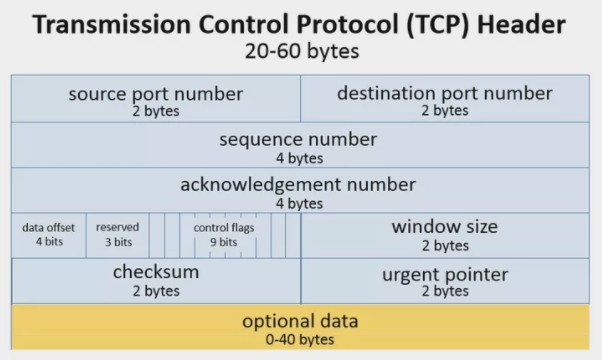 Transmission Control Protocol (TCP) Header
20-60 bytes
source port number
2 bytes
destination port number
2 bytes
sequence number
4 bytes
acknowledgement number
4 bytes
data offset
4 bits
reserved
3 bits
control flags
9 bits
window size
2 bytes
checksum
2 bytes
urgent pointer
2 bytes
optional data
0-40 bytes